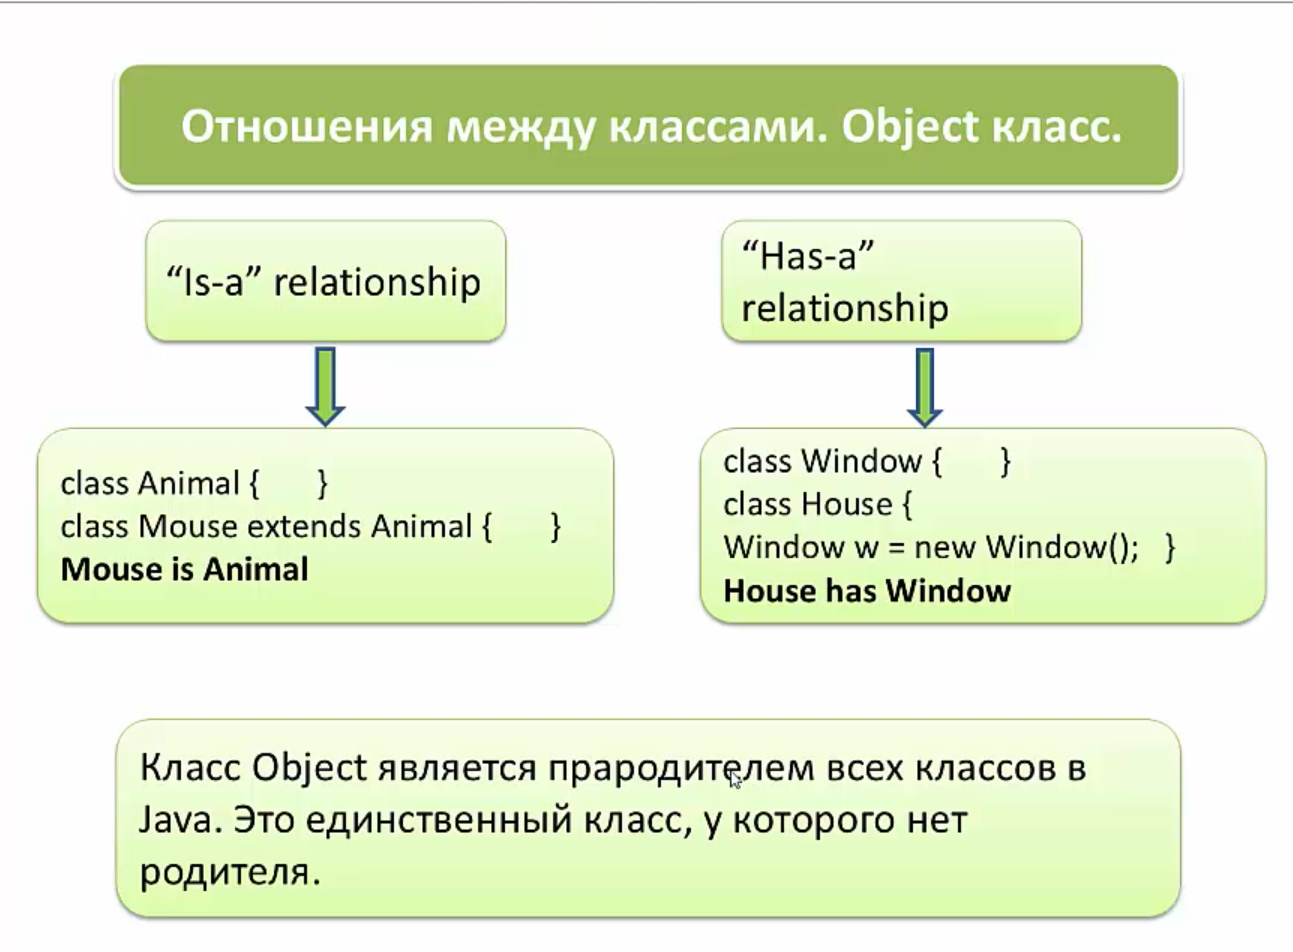 Отношения между классами. Object класс.
“Is-a” relationship
“Has-a”
relationship
class Animal { }
class Mouse extends Animal { }
Mouse is Animal
class Window { }
class House {
Window w = new Window(); }
House has Window
Класс Object является прародителем всех классов в
Java. Это единственный класс, у которого нет
родителя.